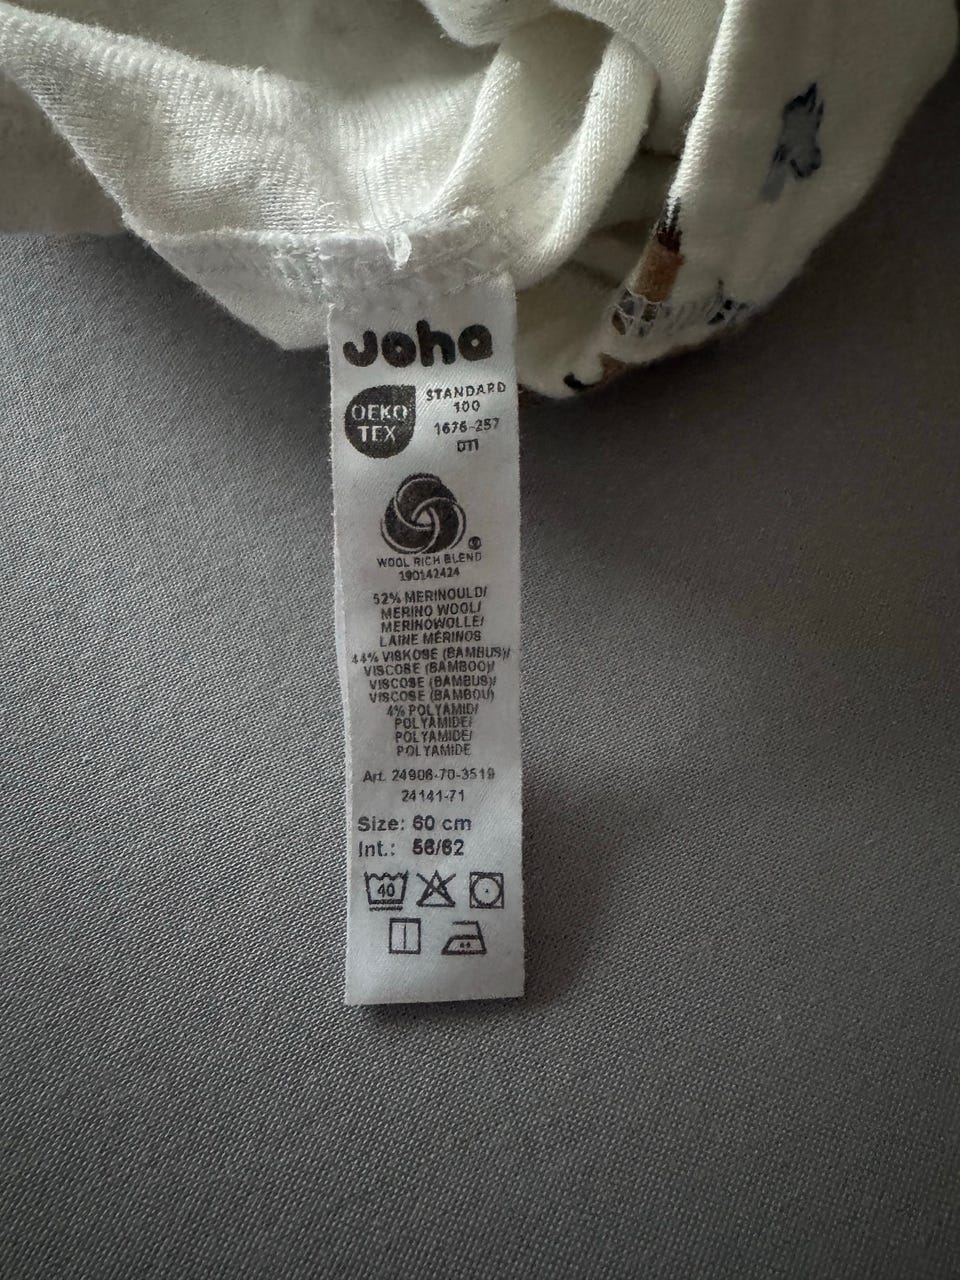 Joha
OEKO
TEX
STANDARD
100
1676-257
DTI
WOOL RICH BLEND
190142424
52% MERINOULD/
MERINO WOOL/
MERINOWOLLE/
LAINE MÉRINOS
44% VISKOSE (BAMBUS)/
VISCOSE (BAMBOO)/
VISCOSE (BAMBUS)/
VISCOSE (BAMBOU)
4% POLYAMID/
POLYAMIDE/
POLYAMIDE/
POLYAMIDE
Art. 24906-70-3519
24141-71
Size: 60 cm
Int.: 56/62
40